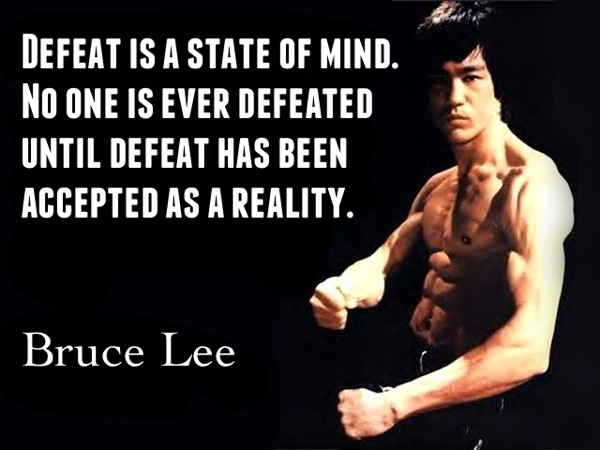 DEFEAT IS A STATE OF MIND.
NO ONE IS EVER DEFEATED
UNTIL DEFEAT HAS BEEN
ACCEPTED AS A REALITY.
Bruce Lee